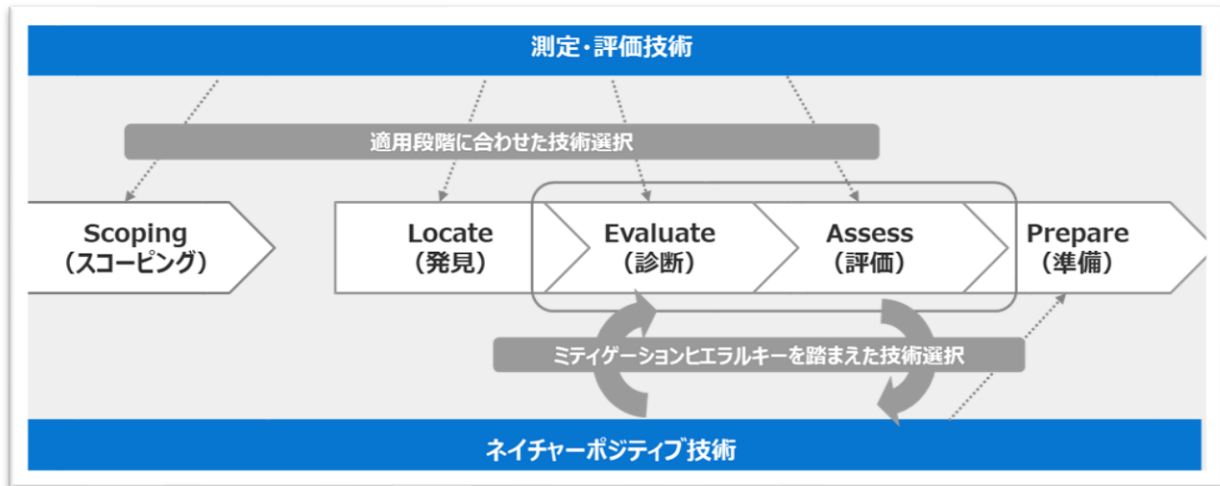 測定・評価技術
適用段階に合わせた技術選択
Scoping
（スコーピング）
Locate
（発見）
Evaluate
（診断）
Assess
（評価）
Prepare
（準備）
ミティゲーションヒエラルキーを踏まえた技術選択
ネイチャーポジティブ技術